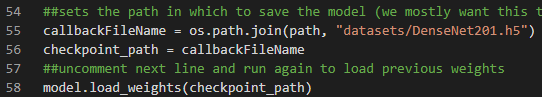 54 ##sets the path in which to save the model (we mostly want this t
55 callbackFileName = os.path.join(path, "datasets/DenseNet201.h5")
56 checkpoint_path = callbackFileName
57 ##uncomment next line and run again to load previous weights
58 model.load_weights(checkpoint_path)